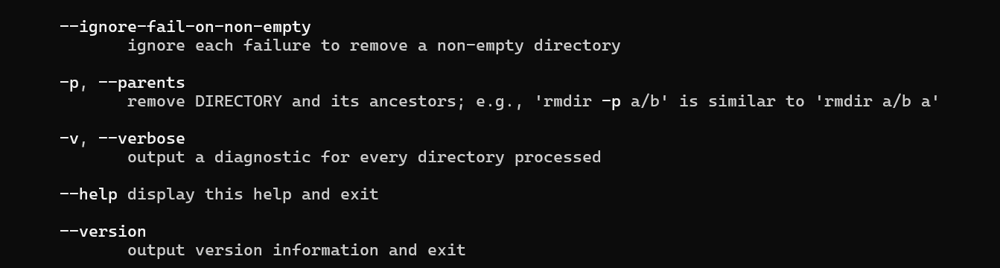 --ignore-fail-on-non-empty
ignore each failure to remove a non-empty directory
-p, --parents
remove DIRECTORY and its ancestors; e.g., 'rmdir -p a/b' is similar to 'rmdir a/b a'
-v, --verbose
output a diagnostic for every directory processed
--help display this help and exit
--version
output version information and exit